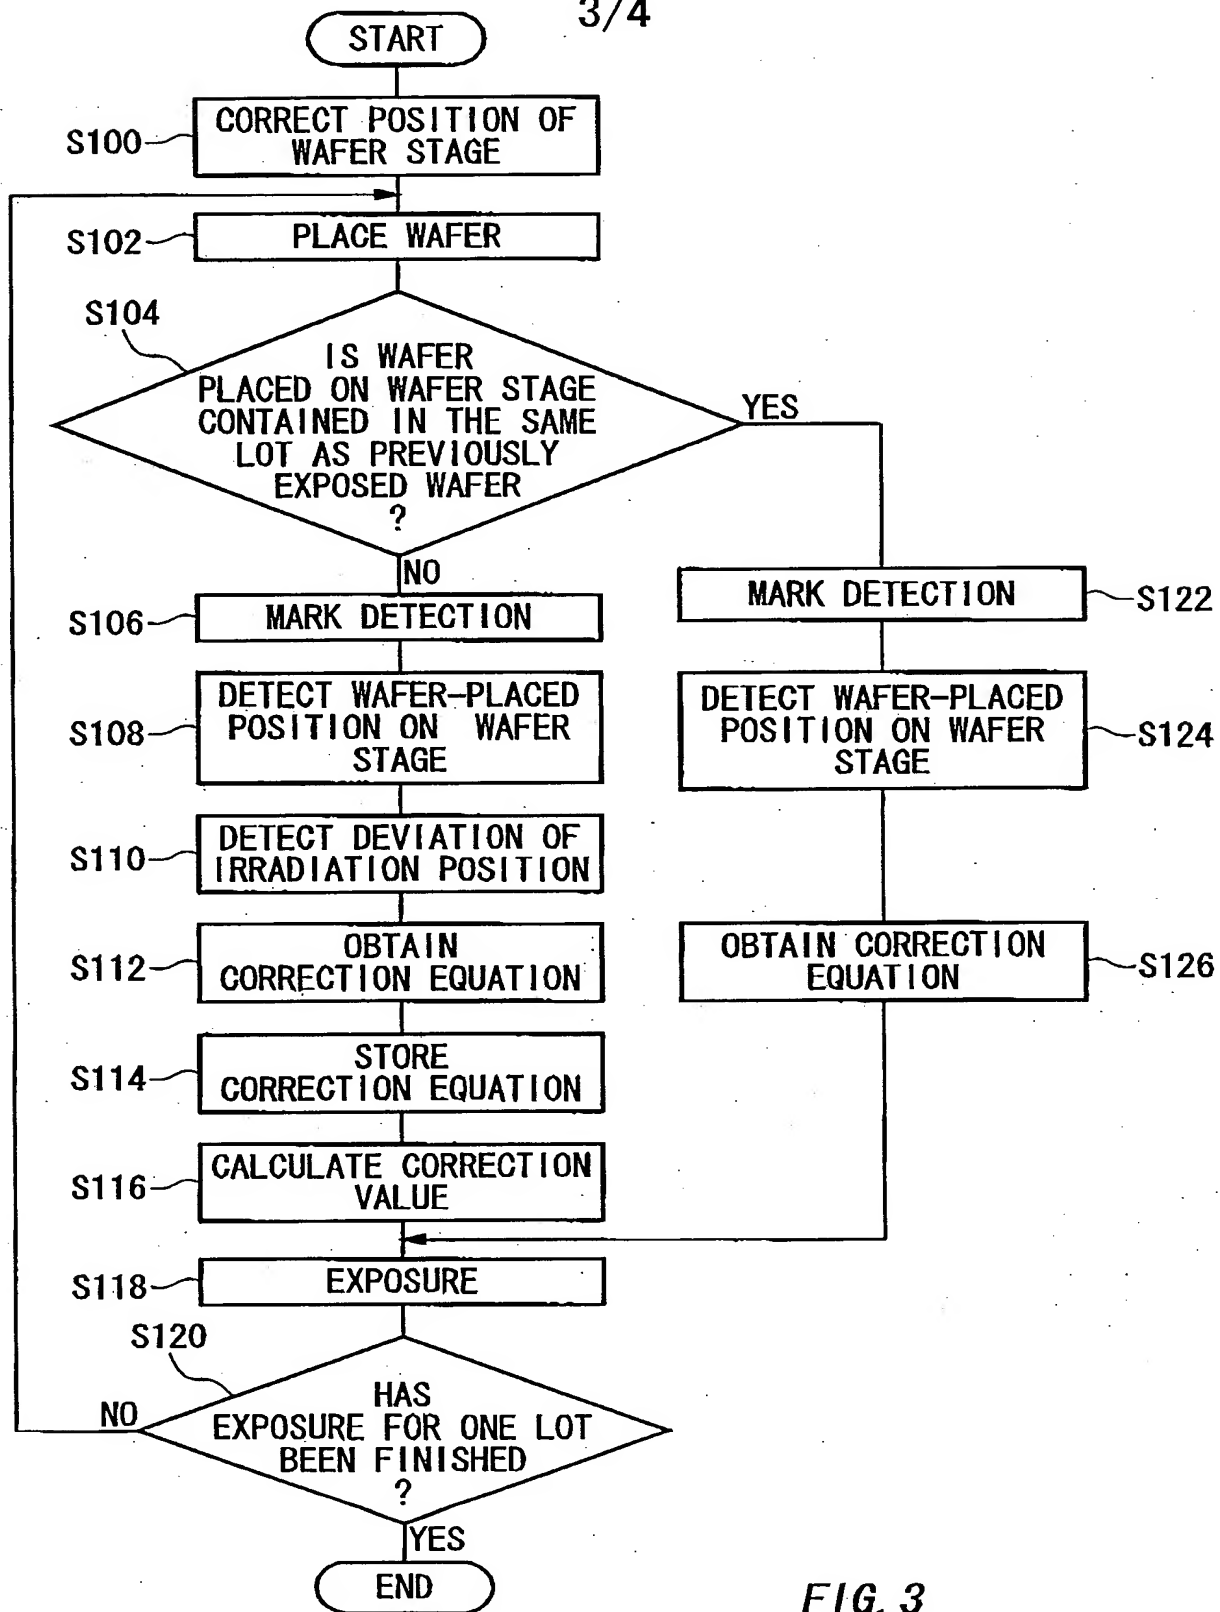 3/4
START
S100
CORRECT POSITION OF
WAFER STAGE
S102
PLACE WAFER
S104
IS WAFER
PLACED ON WAFER STAGE
CONTAINED IN THE SAME
LOT AS PREVIOUSLY
EXPOSED WAFER
?
YES
NO
S106
MARK DETECTION
MARK DETECTION
S122
S108
DETECT WAFER-PLACED
POSITION ON WAFER
STAGE
DETECT WAFER-PLACED
POSITION ON WAFER
STAGE
S124
S110
DETECT DEVIATION OF
IRRADIATION POSITION
S112
OBTAIN
CORRECTION EQUATION
OBTAIN CORRECTION
EQUATION
S126
S114
STORE
CORRECTION EQUATION
S116
CALCULATE CORRECTION
VALUE
S118
EXPOSURE
S120
HAS
EXPOSURE FOR ONE LOT
BEEN FINISHED
?
NO
YES
END
FIG. 3